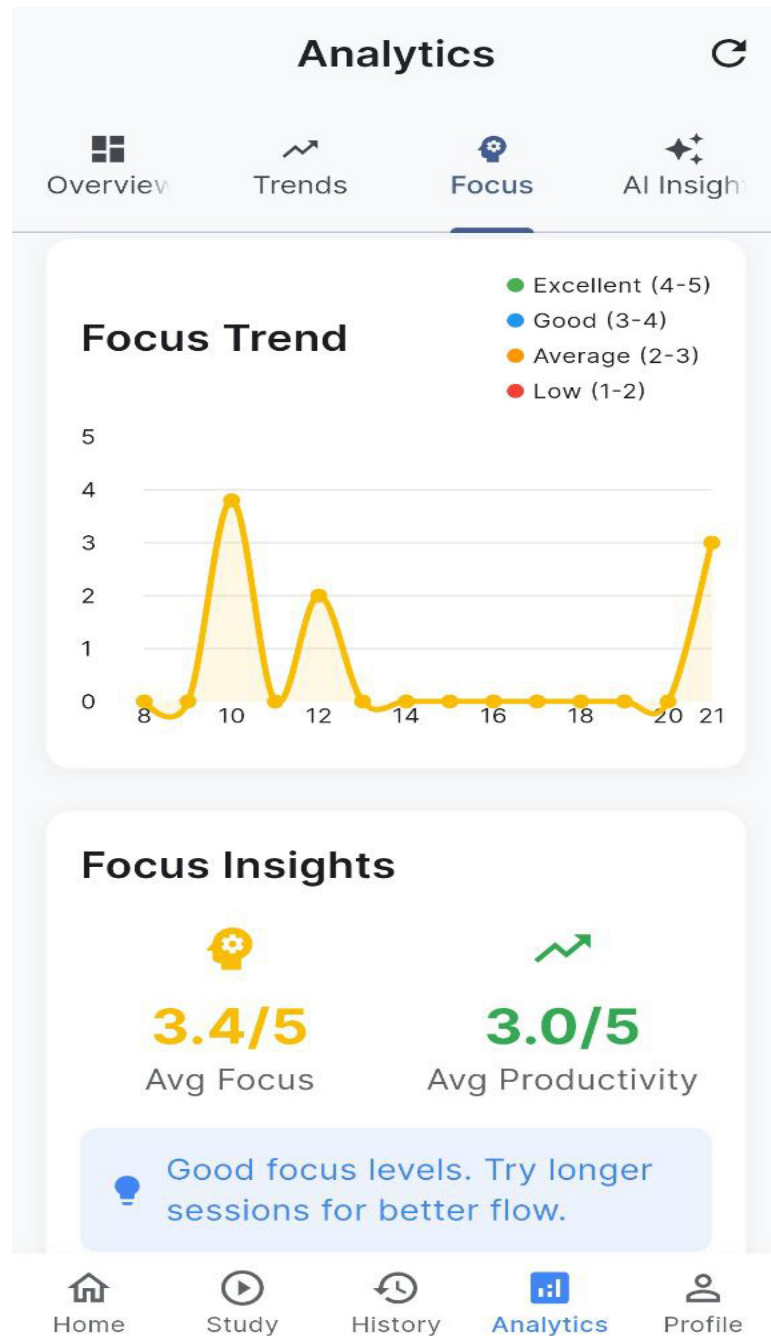 Analytics
Overview
Trends
Focus
AI Insigh
Focus Trend
Excellent (4-5)
Good (3-4)
Average (2-3)
Low (1-2)
5
4
3
2
1
0
8 10 12 14 16 18 20 21
Focus Insights
3.4/5
Avg Focus
3.0/5
Avg Productivity
Good focus levels. Try longer
sessions for better flow.
Home
Study
History
Analytics
Profile